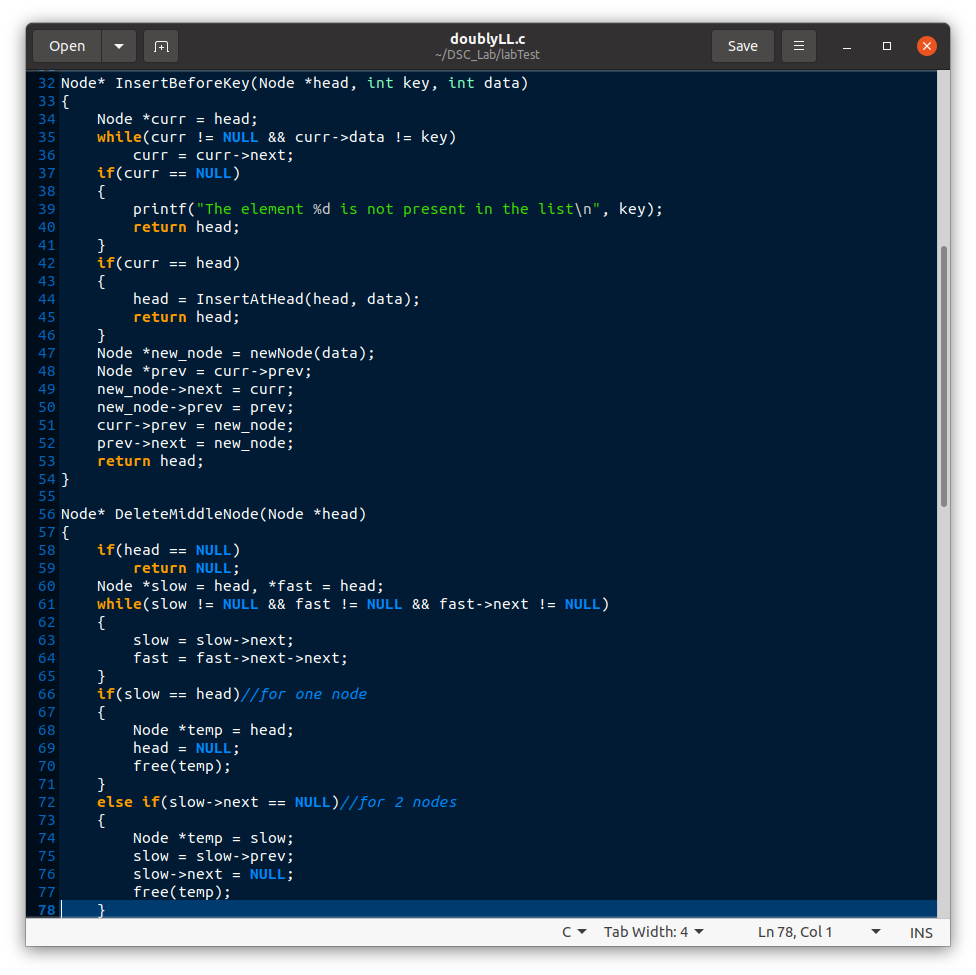 Open
doublyLL.c
~/DSC_Lab/labTest
Save
32 Node* InsertBeforeKey(Node *head, int key, int data)
33 {
34     Node *curr = head;
35     while(curr != NULL && curr->data != key)
36         curr = curr->next;
37     if(curr == NULL)
38     {
39         printf("The element %d is not present in the list\n", key);
40         return head;
41     }
42     if(curr == head)
43     {
44         head = InsertAtHead(head, data);
45         return head;
46     }
47     Node *new_node = newNode(data);
48     Node *prev = curr->prev;
49     new_node->next = curr;
50     new_node->prev = prev;
51     curr->prev = new_node;
52     prev->next = new_node;
53     return head;
54 }
55
56 Node* DeleteMiddleNode(Node *head)
57 {
58     if(head == NULL)
59         return NULL;
60     Node *slow = head, *fast = head;
61     while(slow != NULL && fast != NULL && fast->next != NULL)
62     {
63         slow = slow->next;
64         fast = fast->next->next;
65     }
66     if(slow == head)//for one node
67     {
68         Node *temp = head;
69         head = NULL;
70         free(temp);
71     }
72     else if(slow->next == NULL)//for 2 nodes
73     {
74         Node *temp = slow;
75         slow = slow->prev;
76         slow->next = NULL;
77         free(temp);
78     }
C Tab Width: 4 Ln 78, Col 1 INS